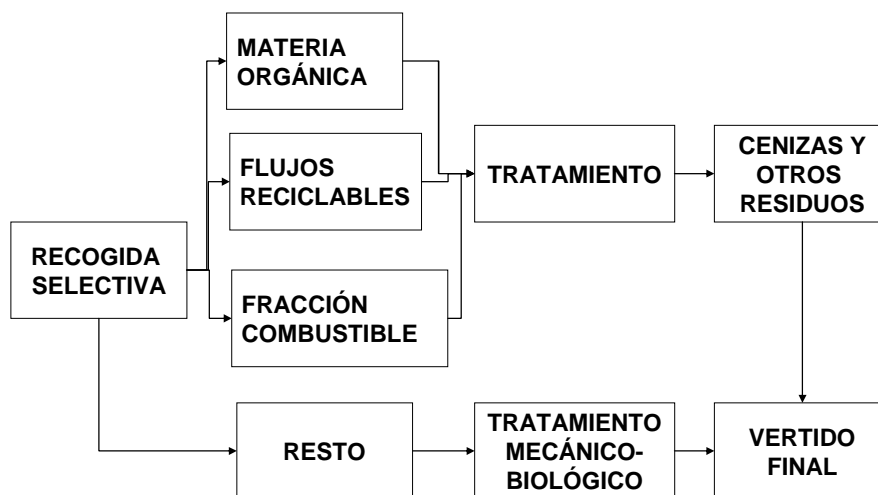 MATERIA
ORGÁNICA
FLUJOS
RECICLABLES
TRATAMIENTO
CENIZAS Y
OTROS
RESIDUOS
RECOGIDA
SELECTIVA
FRACCIÓN
COMBUSTIBLE
RESTO
TRATAMIENTO
MECÁNICO-
BIOLÓGICO
VERTIDO
FINAL